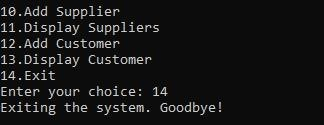 10.Add Supplier
11.Display Suppliers
12.Add Customer
13.Display Customer
14.Exit
Enter your choice: 14
Exiting the system. Goodbye!